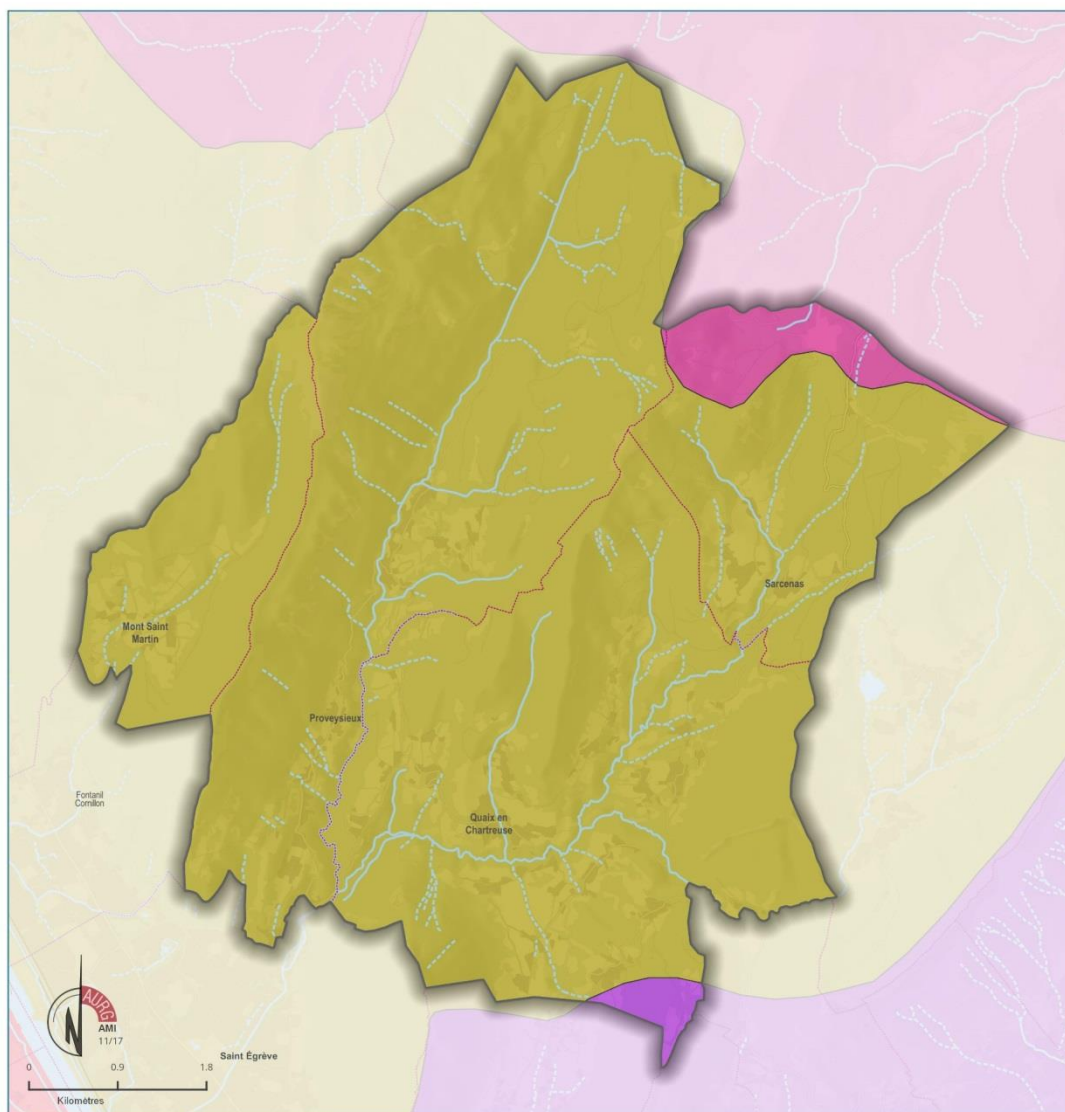 Sarcenas
Mont Saint
Martin
Proveysieux
Fontanil
Cornillon
Quaix en
Chartreuse
AURG
N
AMI
11/17
Saint Égrève
0 0.9 1.8
Kilomètres